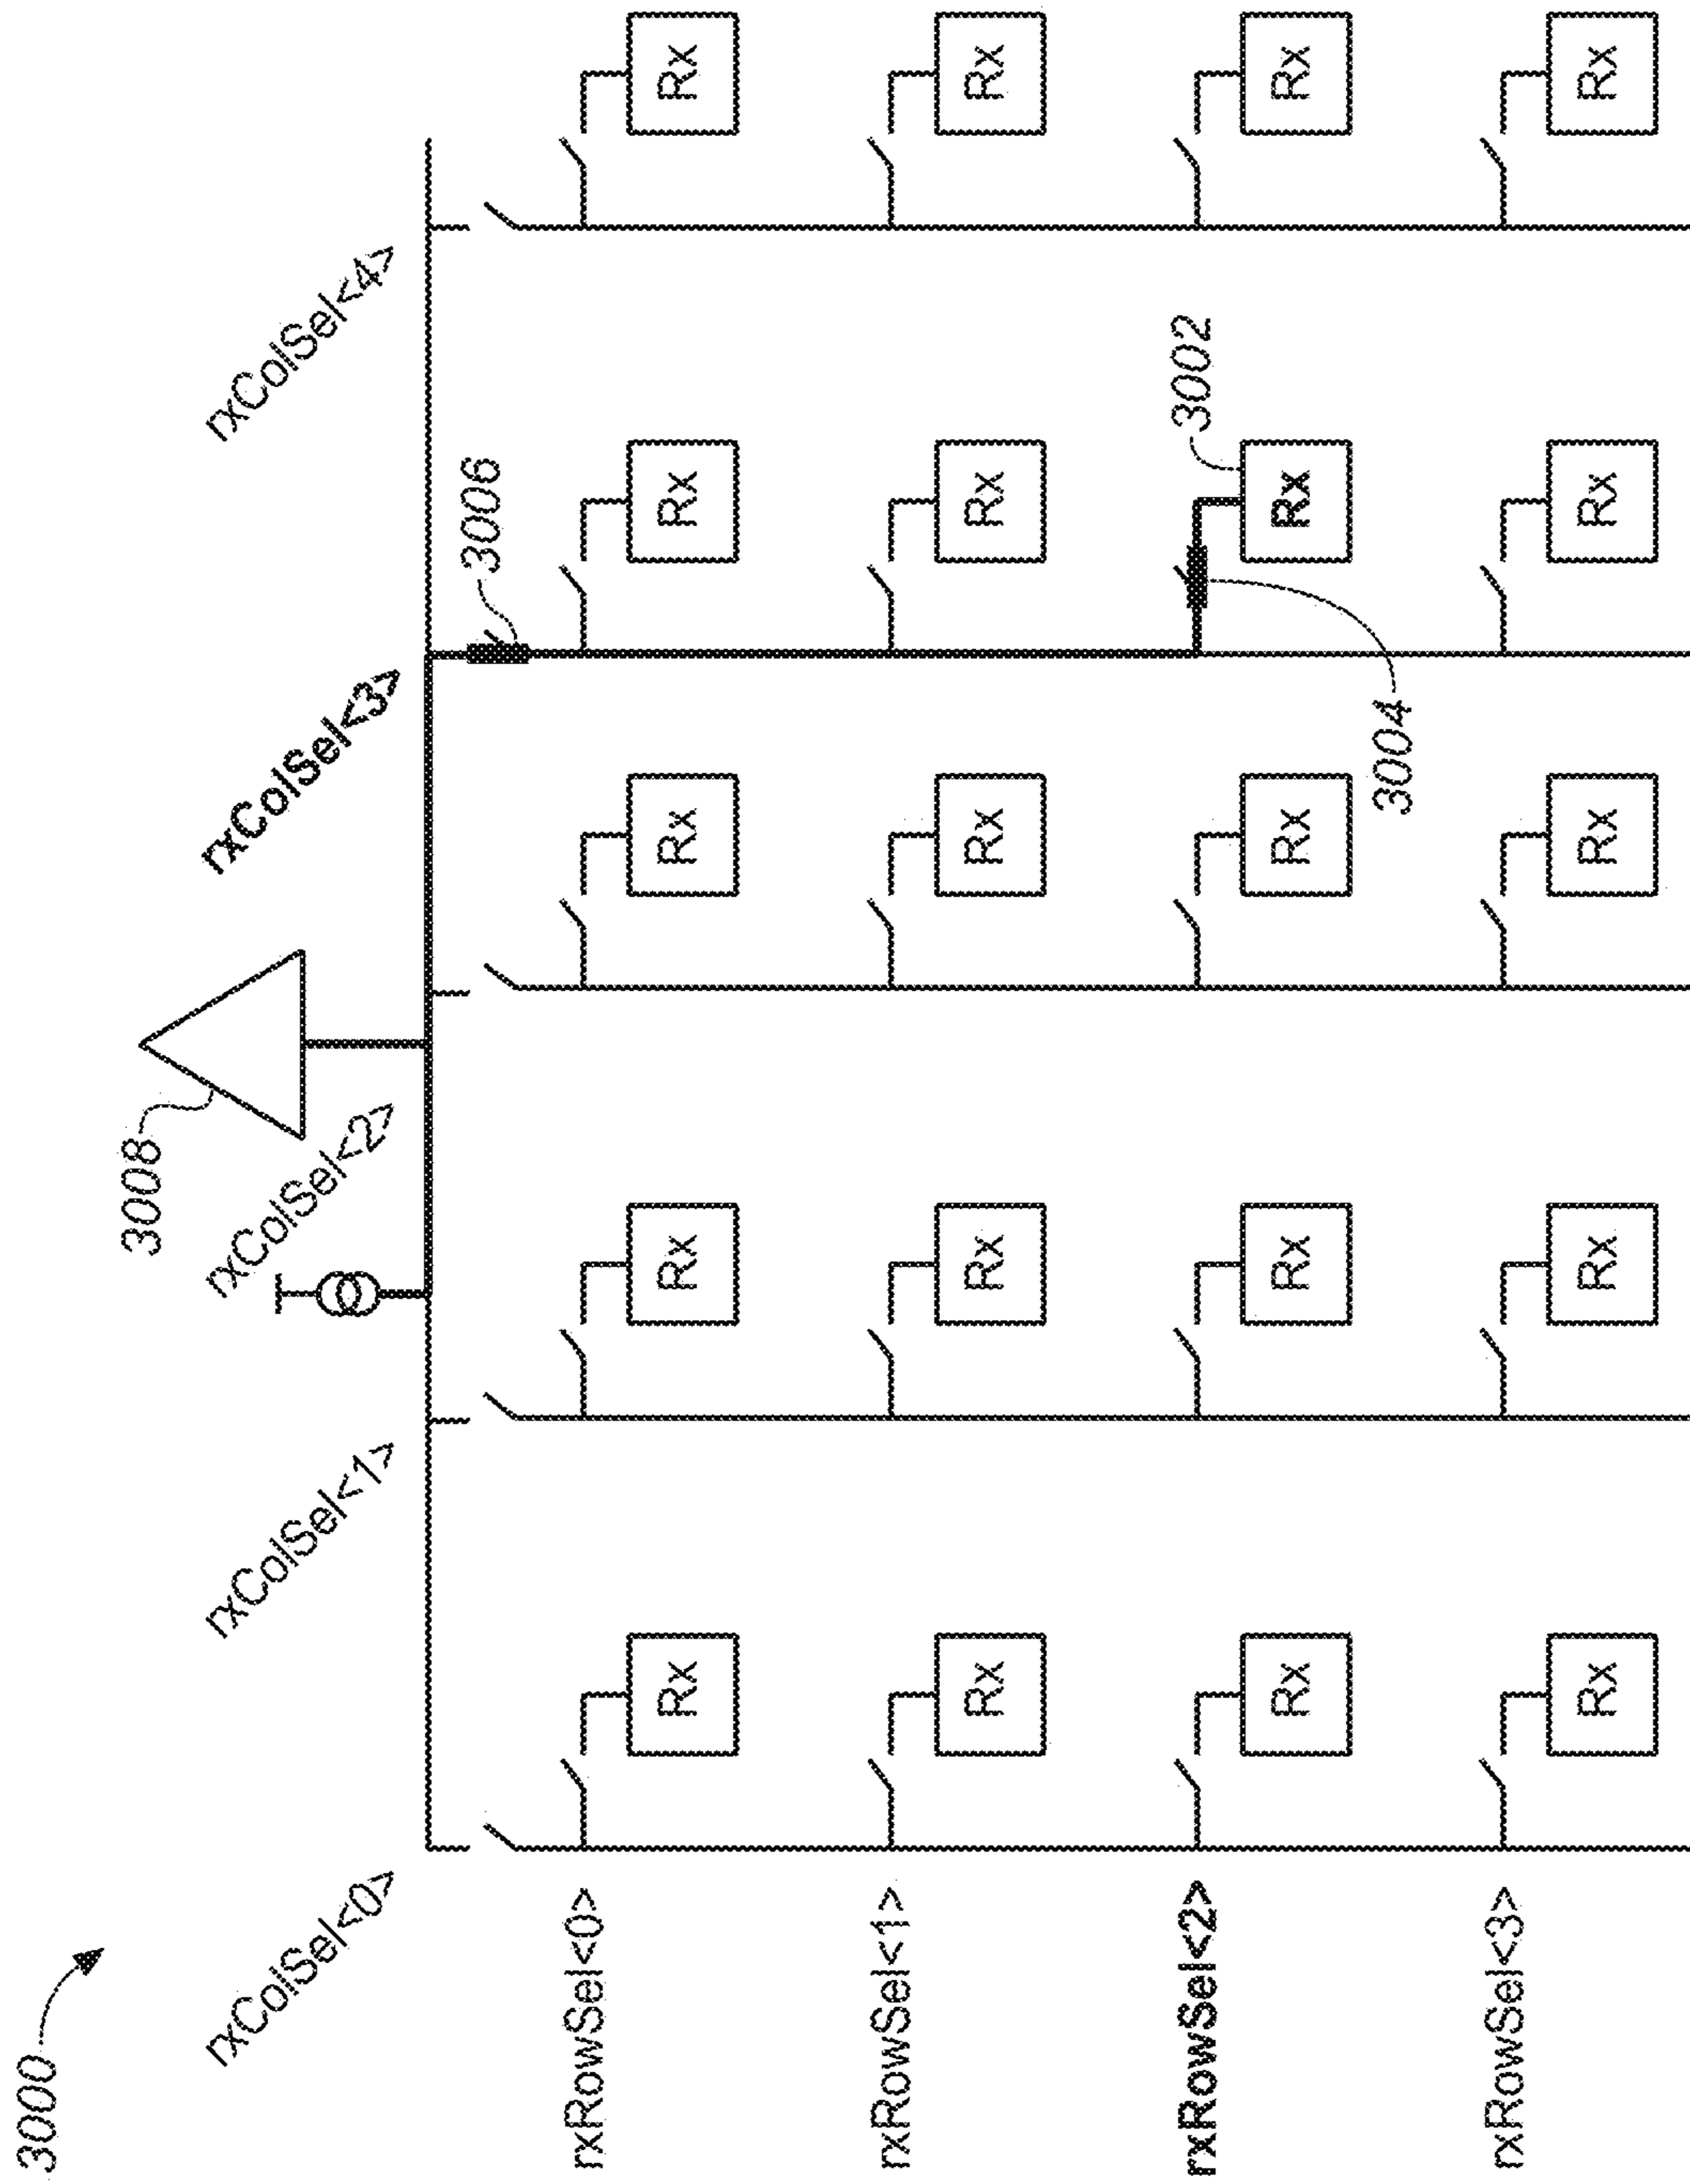 3000
rxColSel<0>
rxColSel<1>
rxColSel<2>
rxColSel<3>
rxColSel<4>
3008
3006
rxRowSel<0>
Rx
Rx
Rx
Rx
Rx
rxRowSel<1>
Rx
Rx
Rx
Rx
Rx
3002
rxRowSel<2>
Rx
Rx
Rx
Rx
Rx
3004
rxRowSel<3>
Rx
Rx
Rx
Rx
Rx